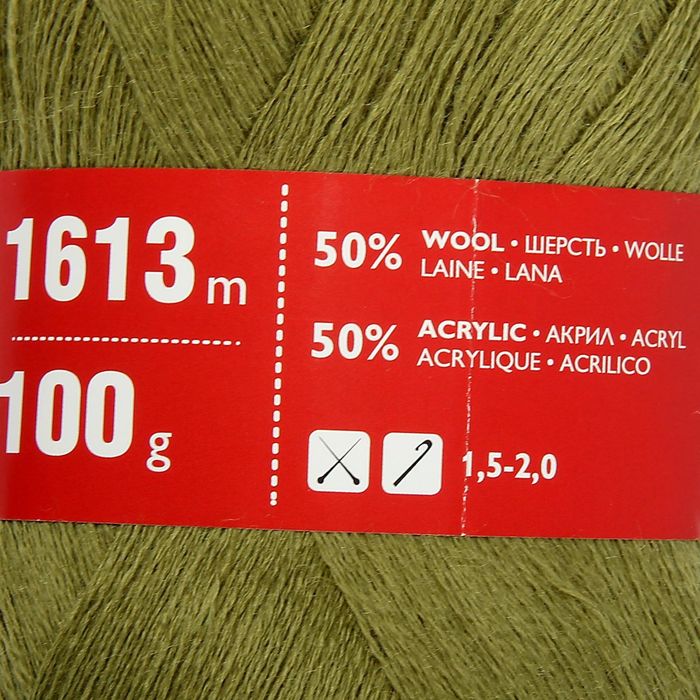 1613 m
100 g
50% WOOL • ШЕРСТЬ • WOLLE
LAINE • LANA
50% ACRYLIC • АКРИЛ • ACRYL
ACRYLIQUE • ACRILICO
1,5-2,0